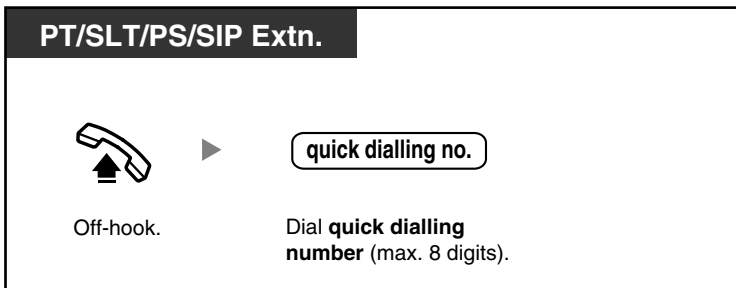 PT/SLT/PS/SIP Extn.
quick dialling no.
Off-hook.
Dial quick dialling
number (max. 8 digits).